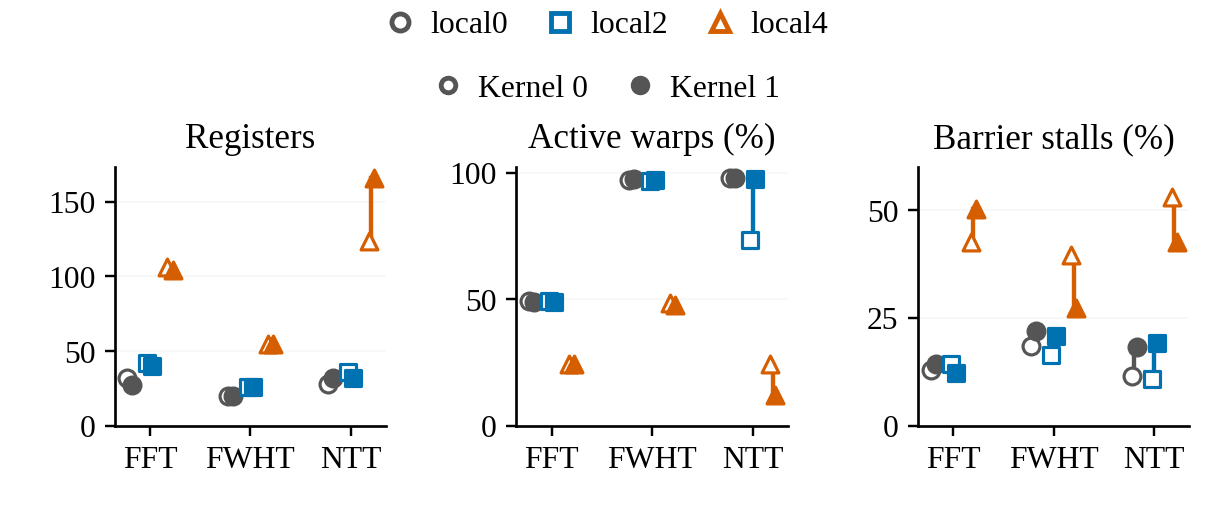 local0 local2 local4
Kernel 0 Kernel 1
Registers
150
100
50
0
FFT FWHT NTT
Active warps (%)
100
50
0
FFT FWHT NTT
Barrier stalls (%)
50
25
0
FFT FWHT NTT